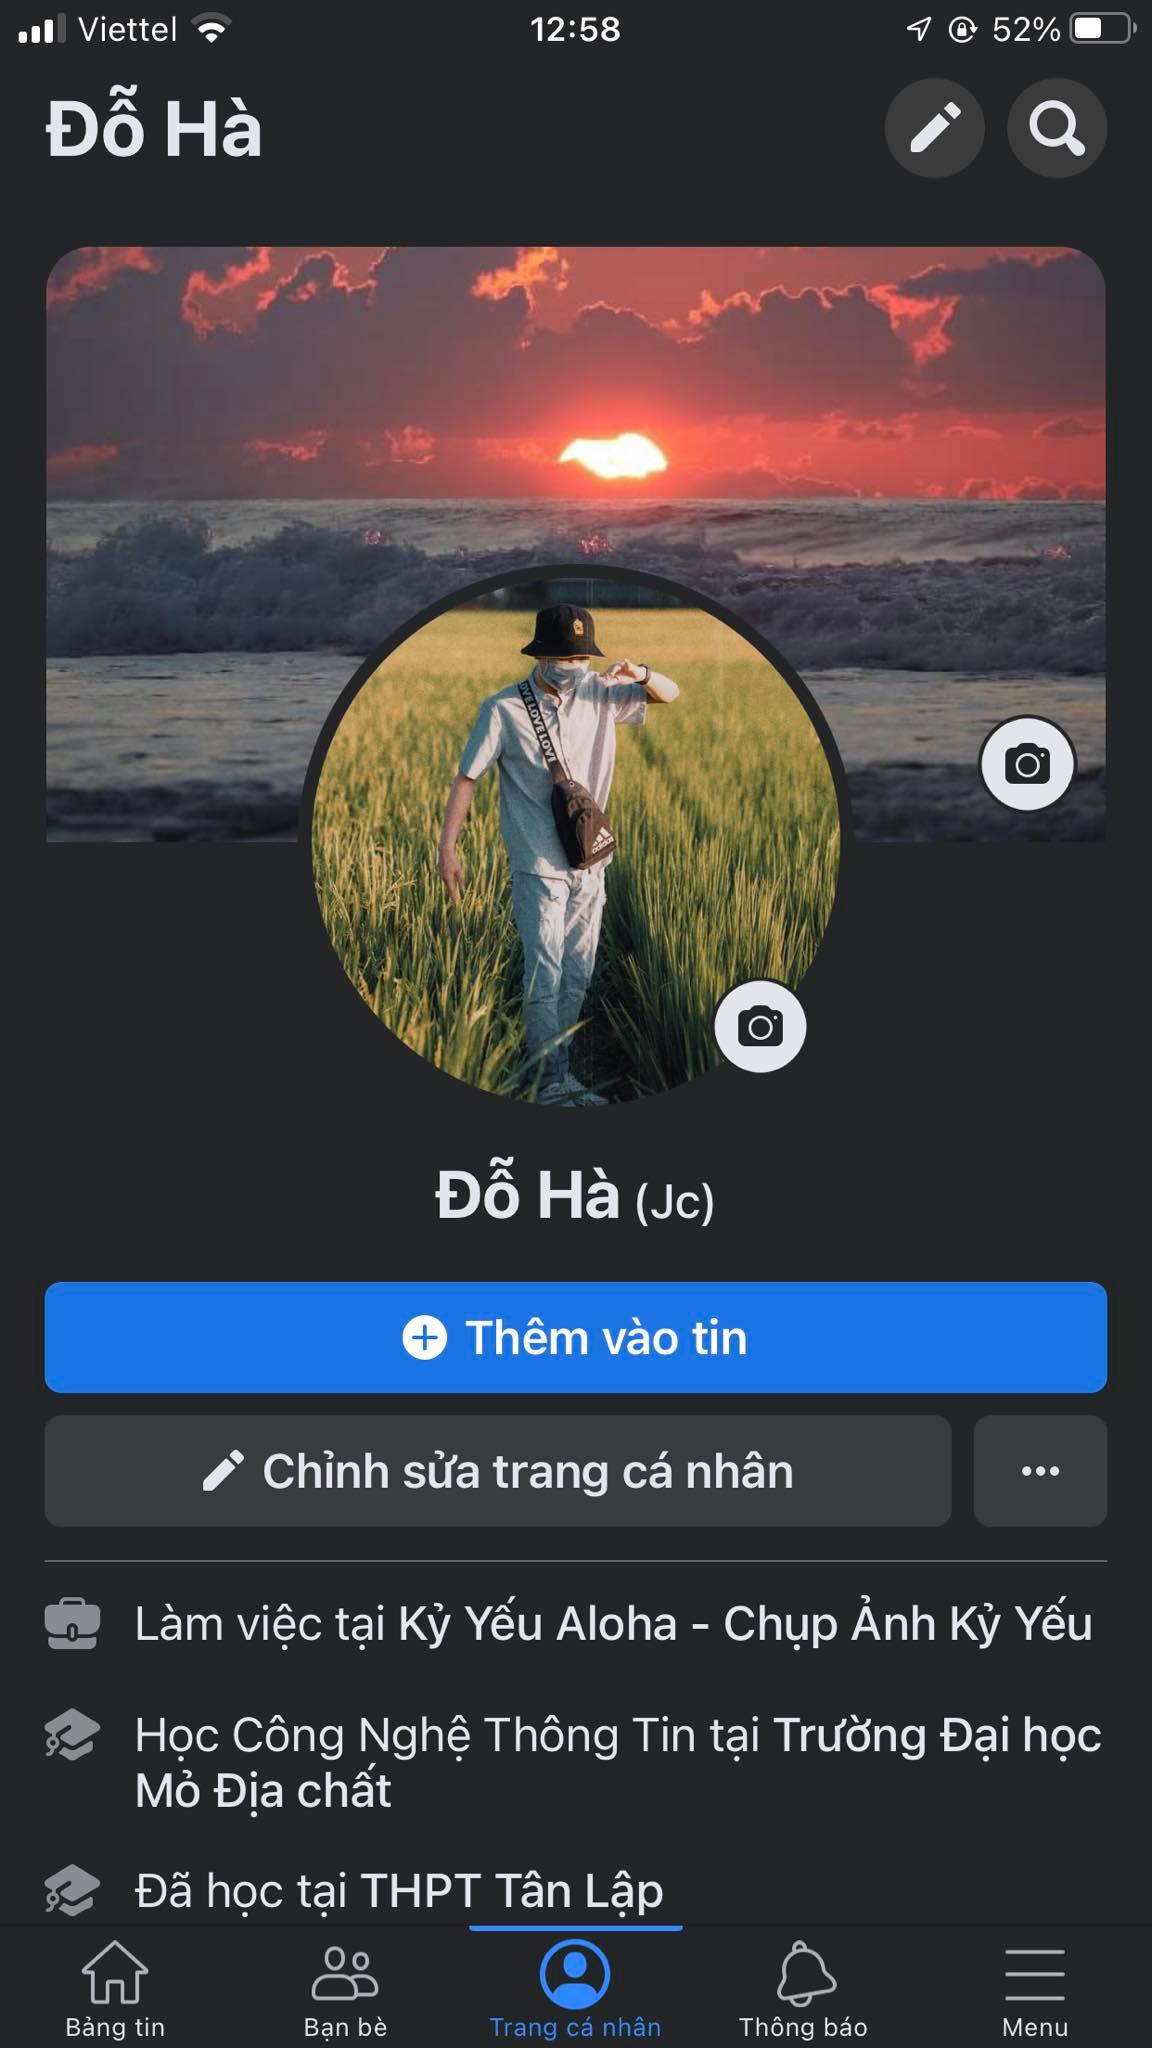 Viettel 12:58 52%
Đỗ Hà
LOVE LOVE LOVE
adidas
Đỗ Hà (Jc)
Thêm vào tin
Chỉnh sửa trang cá nhân
Làm việc tại Kỷ Yếu Aloha - Chụp Ảnh Kỷ Yếu
Học Công Nghệ Thông Tin tại Trường Đại học
Mỏ Địa chất
Đã học tại THPT Tân Lập
Bảng tin Bạn bè Trang cá nhân Thông báo Menu